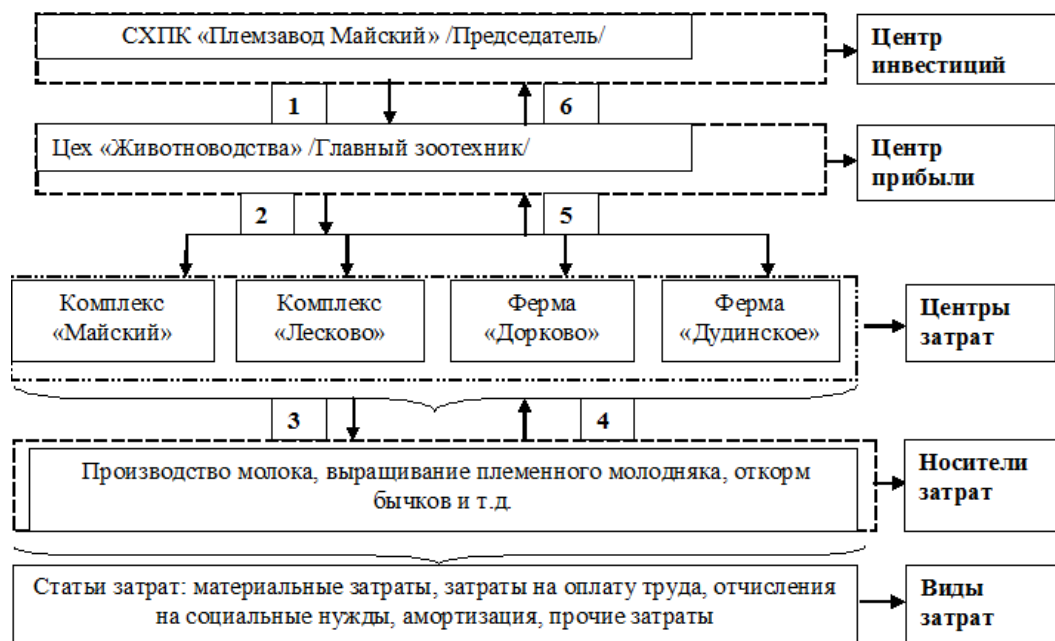 СХПК «Племзавод Майский» /Председатель/
Центр
инвестиций
1
6
Цех «Животноводства» /Главный зоотехник/
Центр
прибыли
2
5
Комплекс
«Майский»
Комплекс
«Лесково»
Ферма
«Дорково»
Ферма
«Дудинское»
Центры
затрат
3
4
Производство молока, выращивание племенного молодняка, откорм
бычков и т.д.
Носители
затрат
Статьи затрат: материальные затраты, затраты на оплату труда, отчисления
на социальные нужды, амортизация, прочие затраты
Виды
затрат